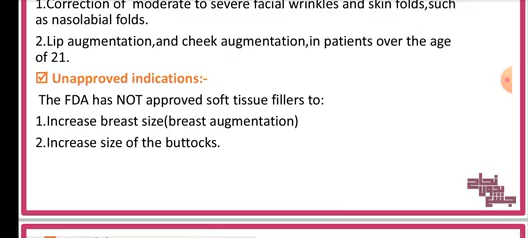 1.Correction of moderate to severe facial wrinkles and skin folds,such
as nasolabial folds.
2.Lip augmentation,and cheek augmentation,in patients over the age
of 21.
Unapproved indications:-
The FDA has NOT approved soft tissue fillers to:
1.Increase breast size(breast augmentation)
2.Increase size of the buttocks.